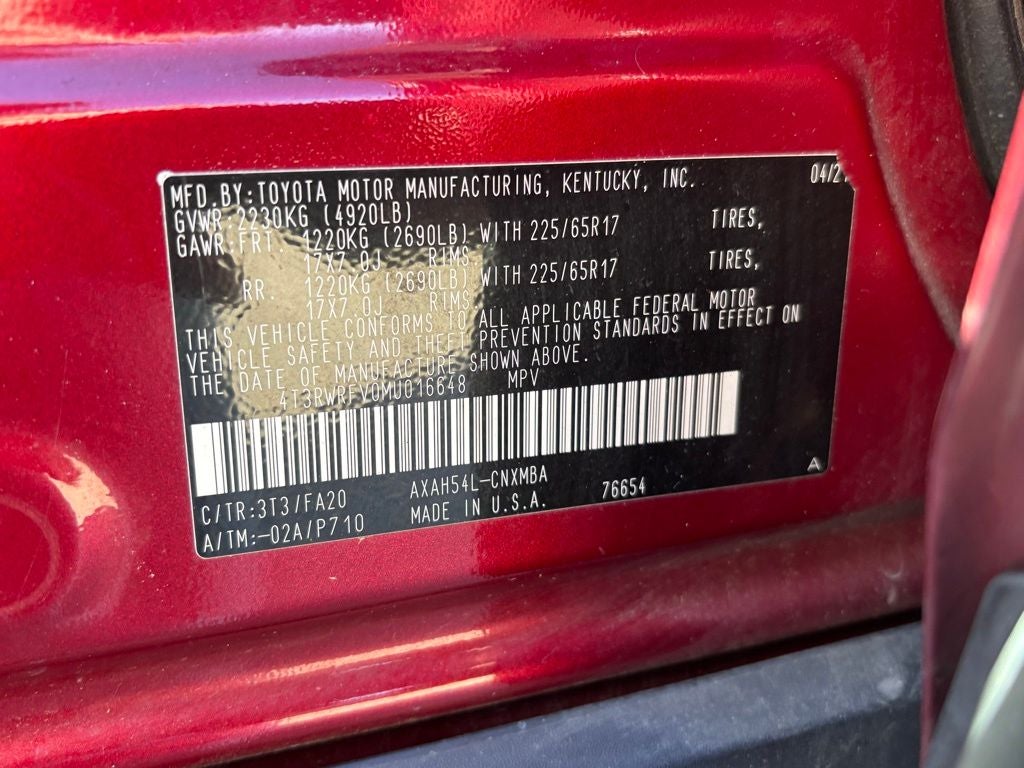 MFD.BY:TOYOTA MOTOR MANUFACTURING, KENTUCKY, INC. 04/2
GVWR:2230KG (4920LB)
GAWR:FRT. 1220KG (2690LB) WITH 225/65R17 TIRES,
17X7.0J RIMS,
RR. 1220KG (2690LB) WITH 225/65R17 TIRES,
17X7.0J RIMS
THIS VEHICLE CONFORMS TO ALL APPLICABLE FEDERAL MOTOR
VEHICLE SAFETY AND THEFT PREVENTION STANDARDS IN EFFECT ON
THE DATE OF MANUFACTURE SHOWN ABOVE.
4T3RWRFV0MU016648 MPV
C/TR:3T3/FA20 AXAH54L-CNXMBA 76654 A
A/TM:-02A/P710 MADE IN U.S.A.